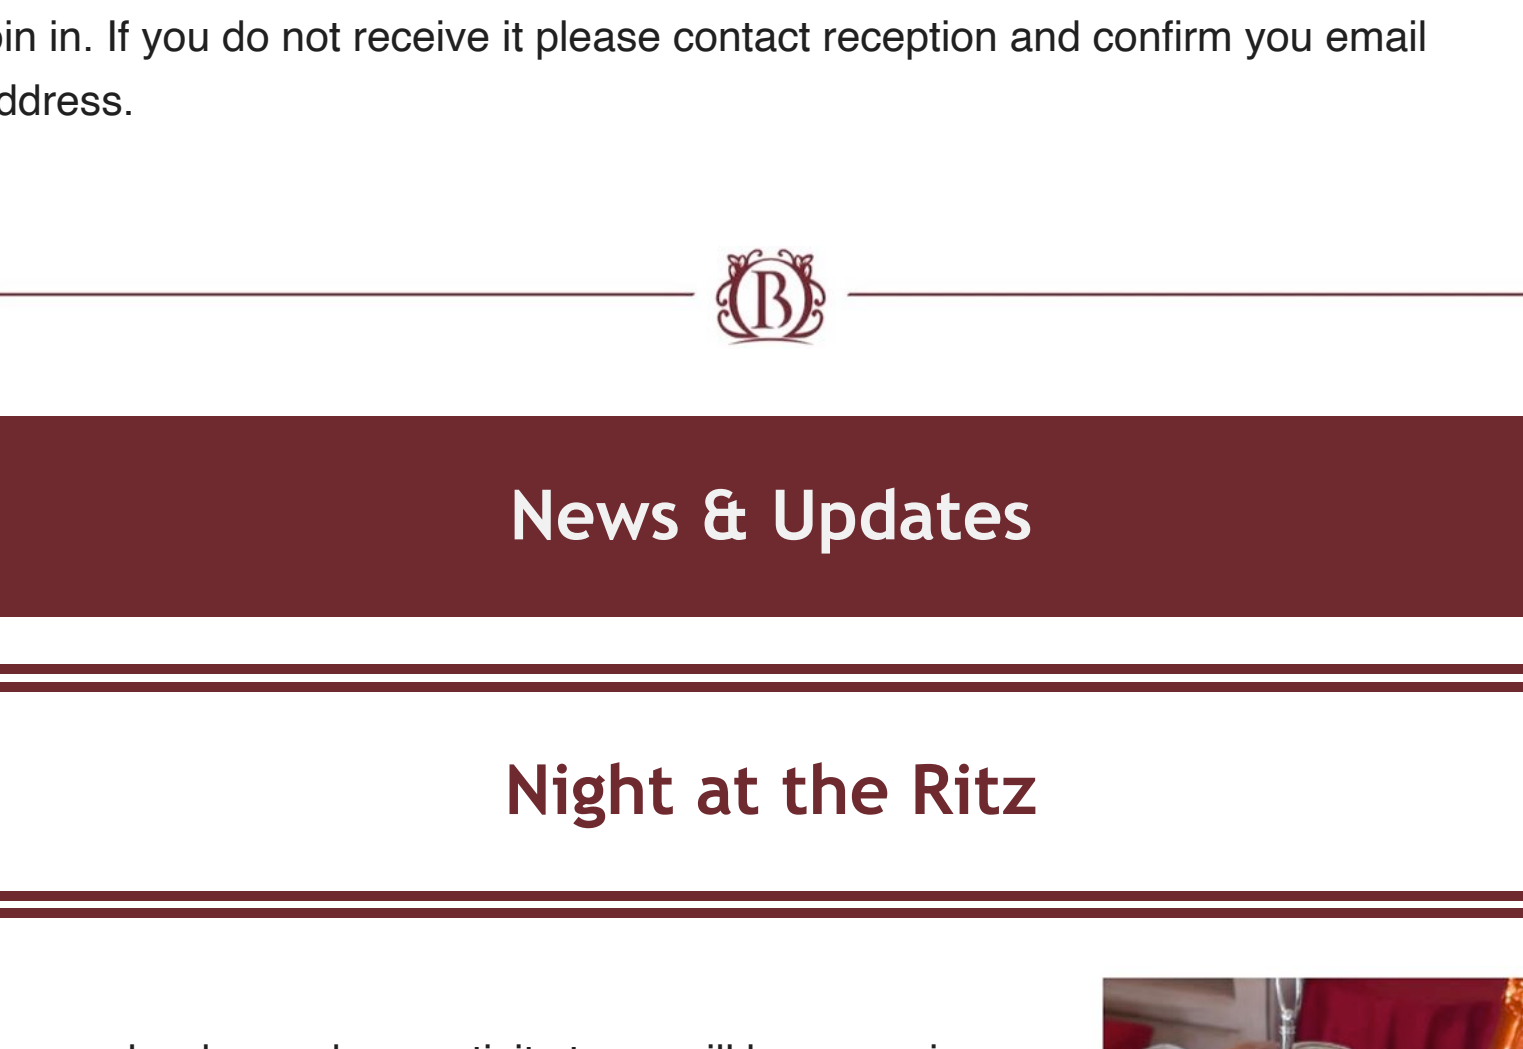 in in. If you do not receive it please contact reception and confirm you email
ddress.
B
News & Updates
Night at the Ritz